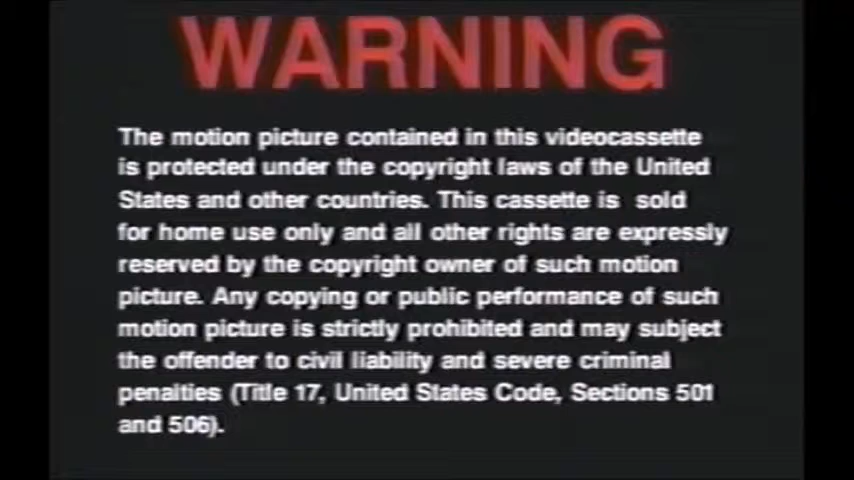 WARNING
The motion picture contained in this videocassette
is protected under the copyright laws of the United
States and other countries. This cassette is sold
for home use only and all other rights are expressly
reserved by the copyright owner of such motion
picture. Any copying or public performance of such
motion picture is strictly prohibited and may subject
the offender to civil liability and severe criminal
penalties (Title 17, United States Code, Sections 501
and 506).